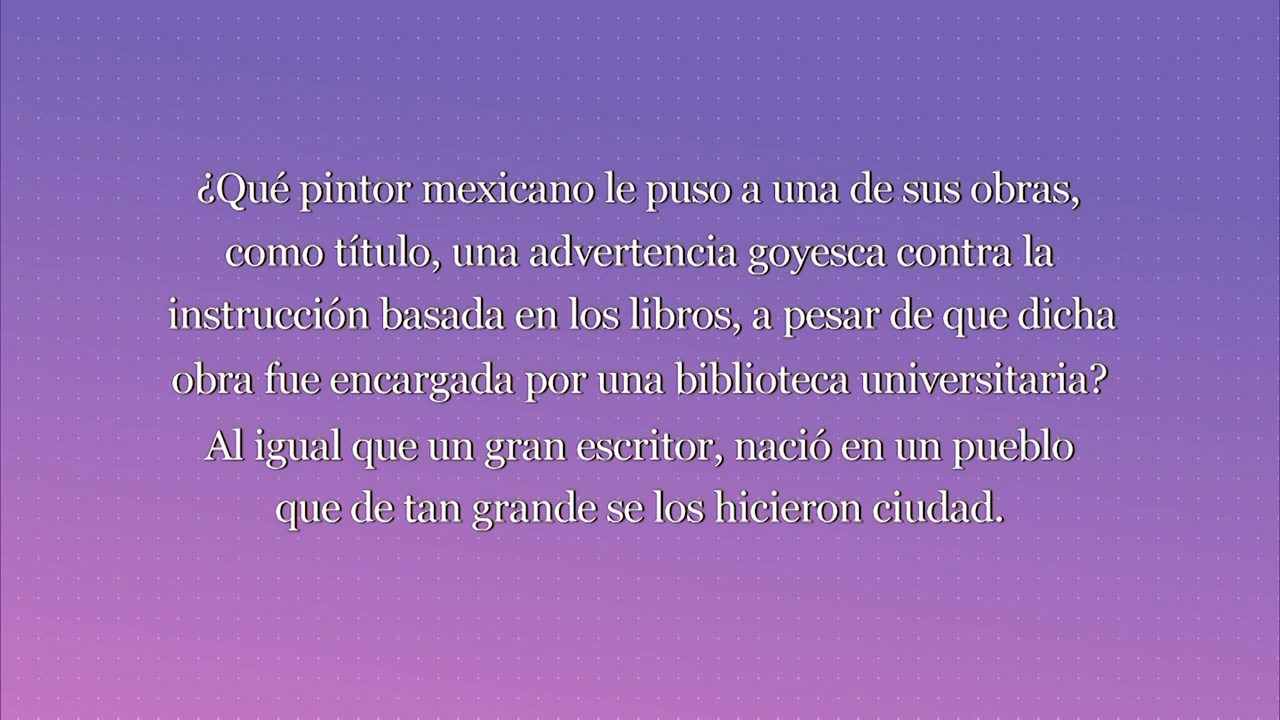 ¿Qué pintor mexicano le puso a una de sus obras,
como título, una advertencia goyesca contra la
instrucción basada en los libros, a pesar de que dicha
obra fue encargada por una biblioteca universitaria?
Al igual que un gran escritor, nació en un pueblo
que de tan grande se los hicieron ciudad.